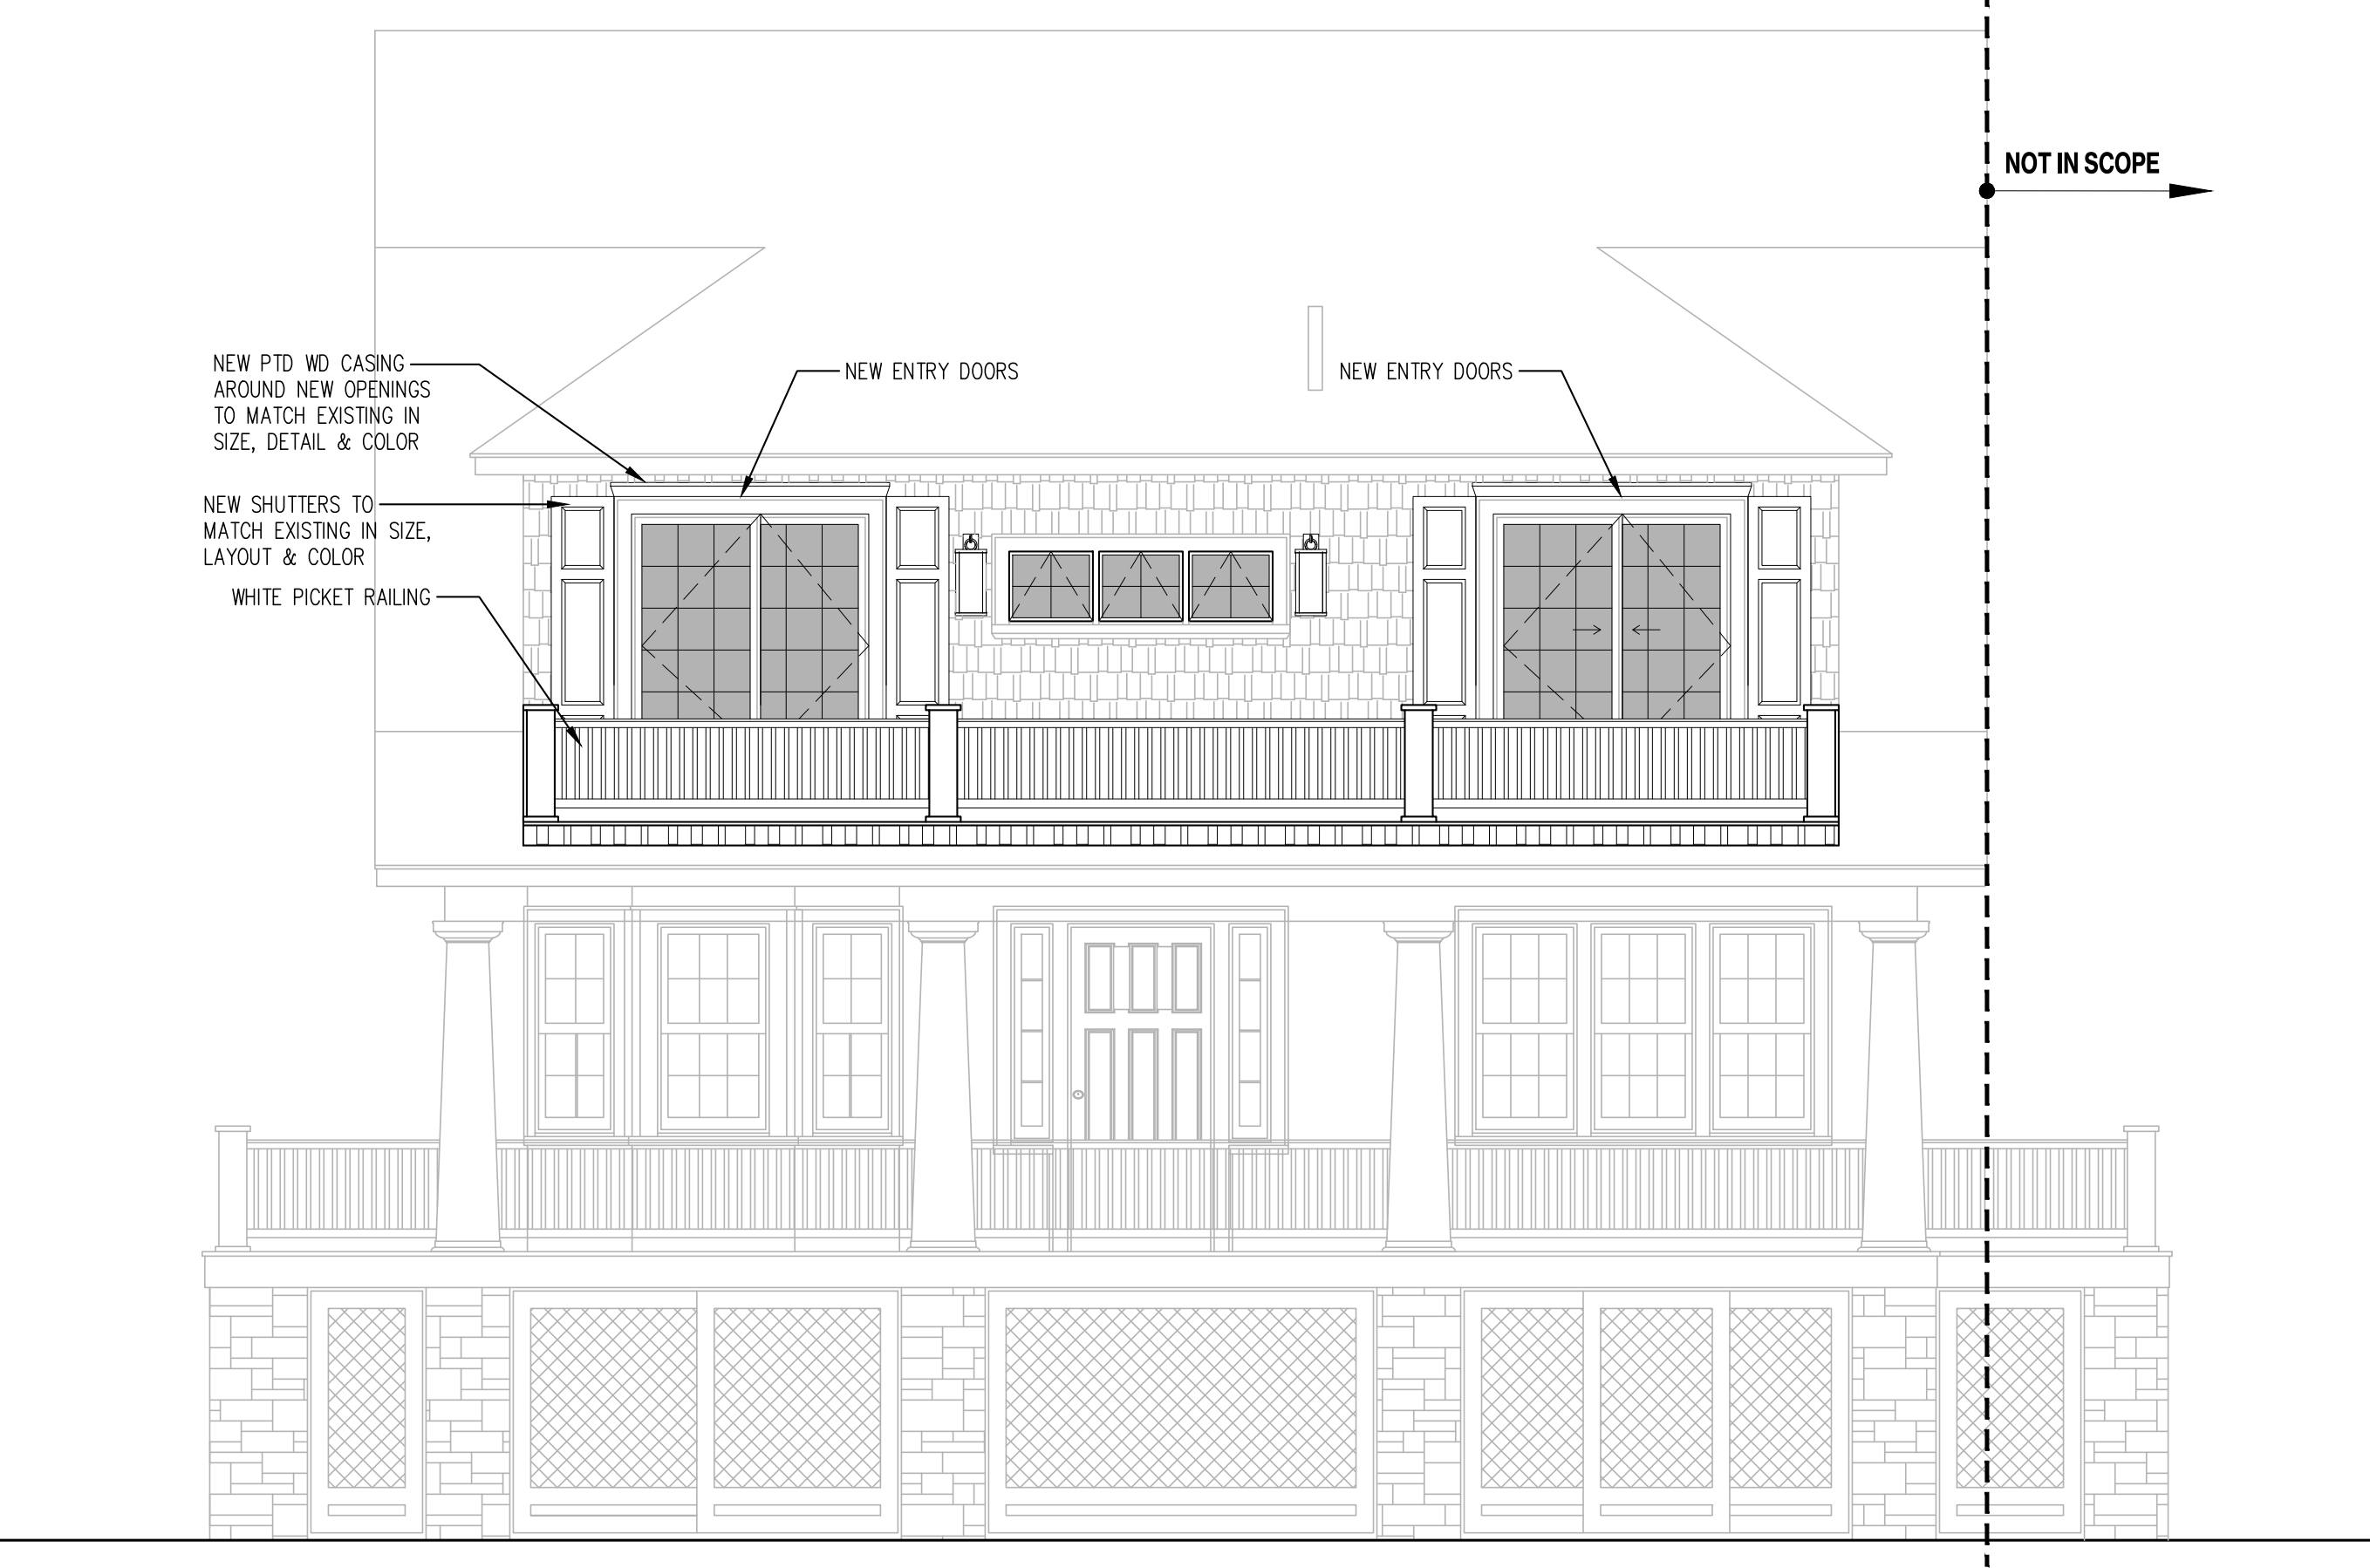 NOT IN SCOPE
NEW PTD WD CASING
AROUND NEW OPENINGS
TO MATCH EXISTING IN
SIZE, DETAIL & COLOR
NEW ENTRY DOORS
NEW ENTRY DOORS
NEW SHUTTERS TO
MATCH EXISTING IN SIZE,
LAYOUT & COLOR
WHITE PICKET RAILING